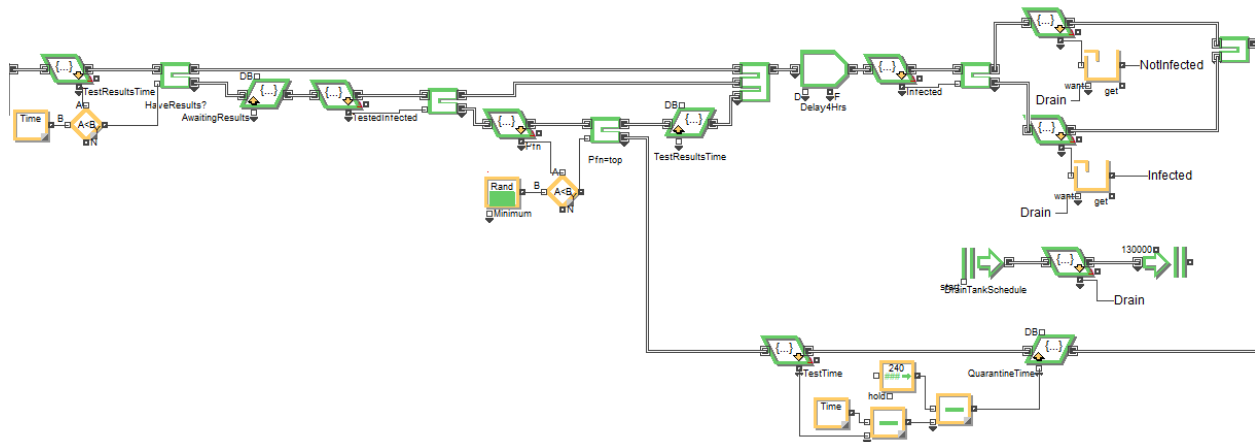 {...}
TestResultsTime
Time
B
A
A<B
N
HaveResults?
DB
{...}
AwaitingResults
{...}
TestedInfected
{...}
Pfn
Rand
Minimum
B
A
A<B
N
Pfn=top
DB
{...}
TestResultsTime
D
F
Delay4Hrs
{...}
Infected
{...}
want
get
NotInfected
Drain
{...}
want
get
Infected
Drain
start
DrainTankSchedule
{...}
Drain
130000
{...}
TestTime
DB
{...}
QuarantineTime
240
###
hold
Time